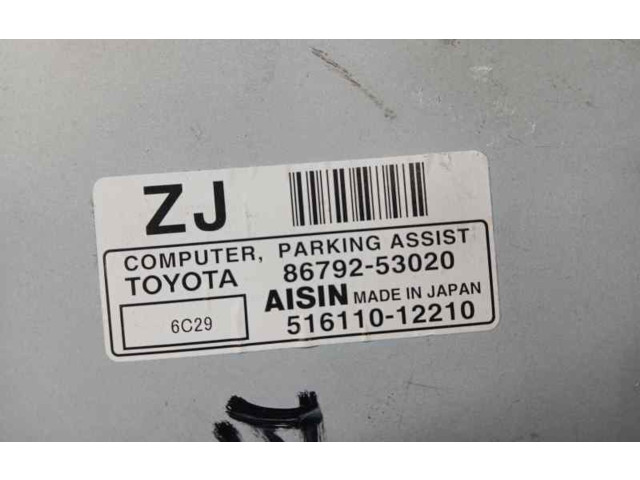 ZJ
COMPUTER, PARKING ASSIST
TOYOTA 86792-53020
AISIN MADE IN JAPAN
6C29 516110-12210